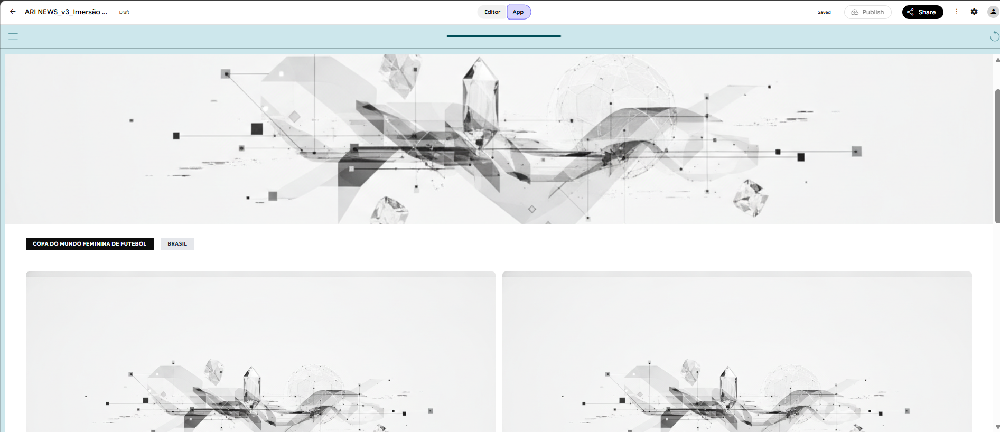 ARI NEWS_v3_Imersão ...
Draft
Editor
App
Saved
Publish
Share
COPA DO MUNDO FEMININA DE FUTEBOL
BRASIL